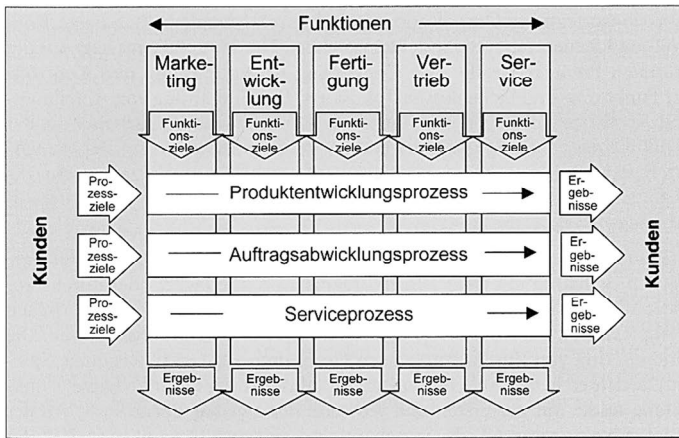 Funktionen
Marke-
ting
Ent-
wick-
lung
Ferti-
gung
Ver-
trieb
Ser-
vice
Funkti-
ons-
ziele
Funkti-
ons-
ziele
Funkti-
ons-
ziele
Funkti-
ons-
ziele
Funkti-
ons-
ziele
Kunden
Pro-
zess-
ziele
Produktentwicklungsprozess
Er-
geb-
nisse
Pro-
zess-
ziele
Auftragsabwicklungsprozess
Er-
geb-
nisse
Pro-
zess-
ziele
Serviceprozess
Er-
geb-
nisse
Kunden
Ergeb-
nisse
Ergeb-
nisse
Ergeb-
nisse
Ergeb-
nisse
Ergeb-
nisse